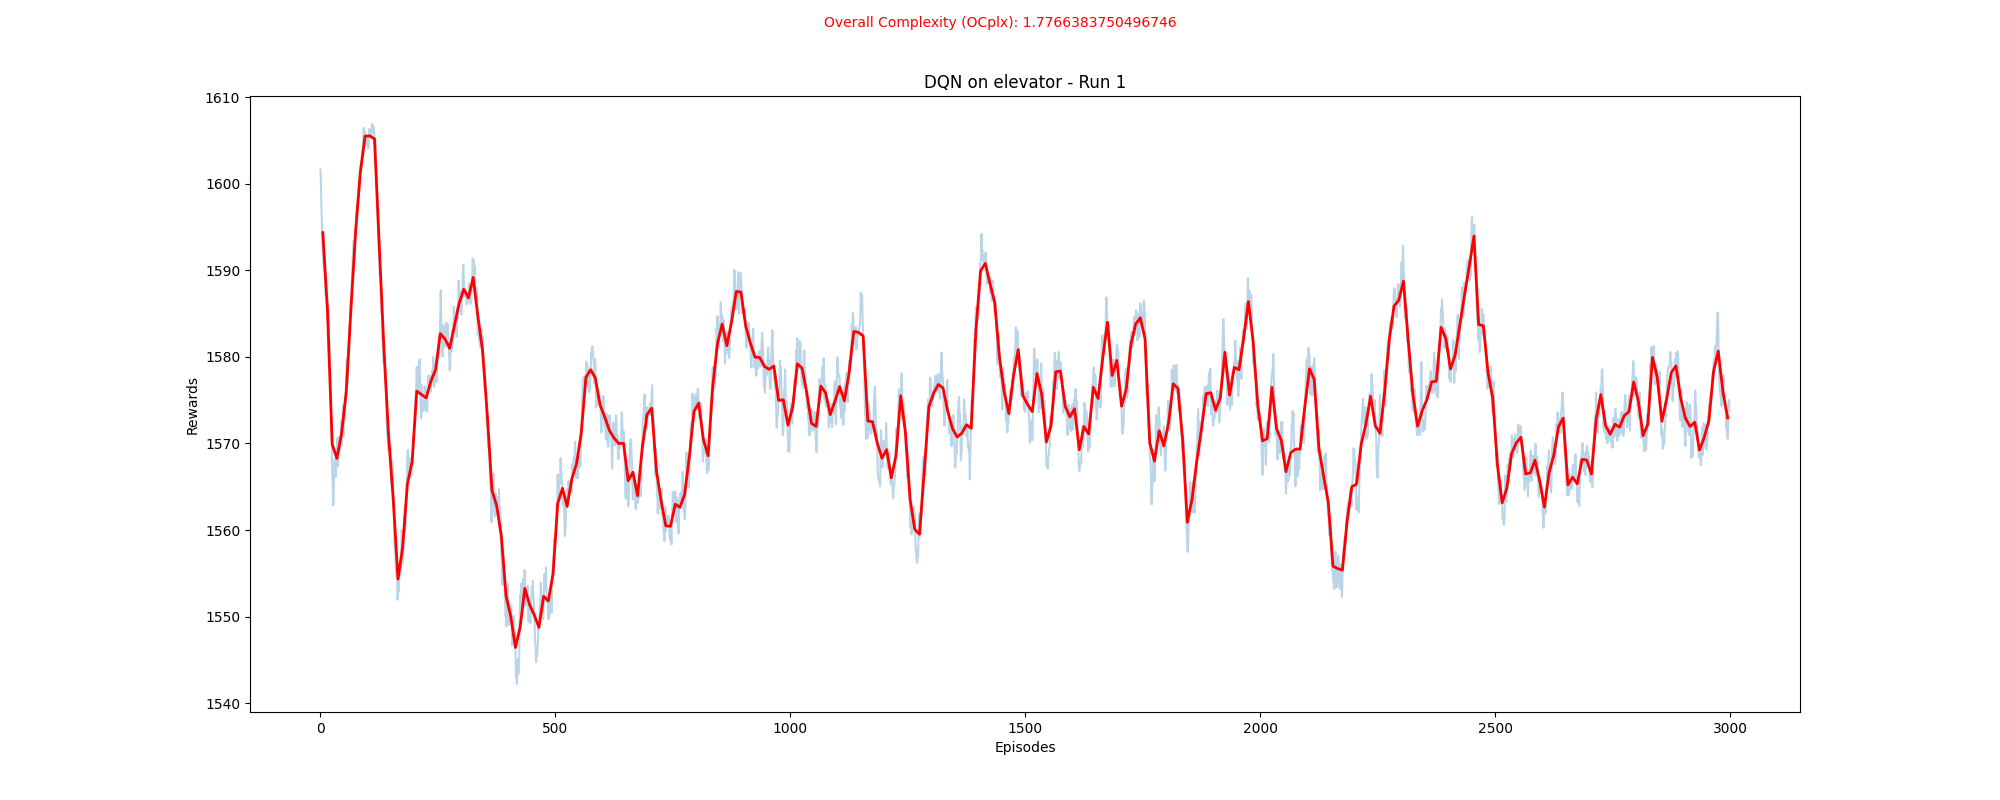 Overall Complexity (OCplx): 1.7766383750496746
DQN on elevator - Run 1
1610
1600
1590
1580
1570
1560
1550
1540
Rewards
0 500 1000 1500 2000 2500 3000
Episodes